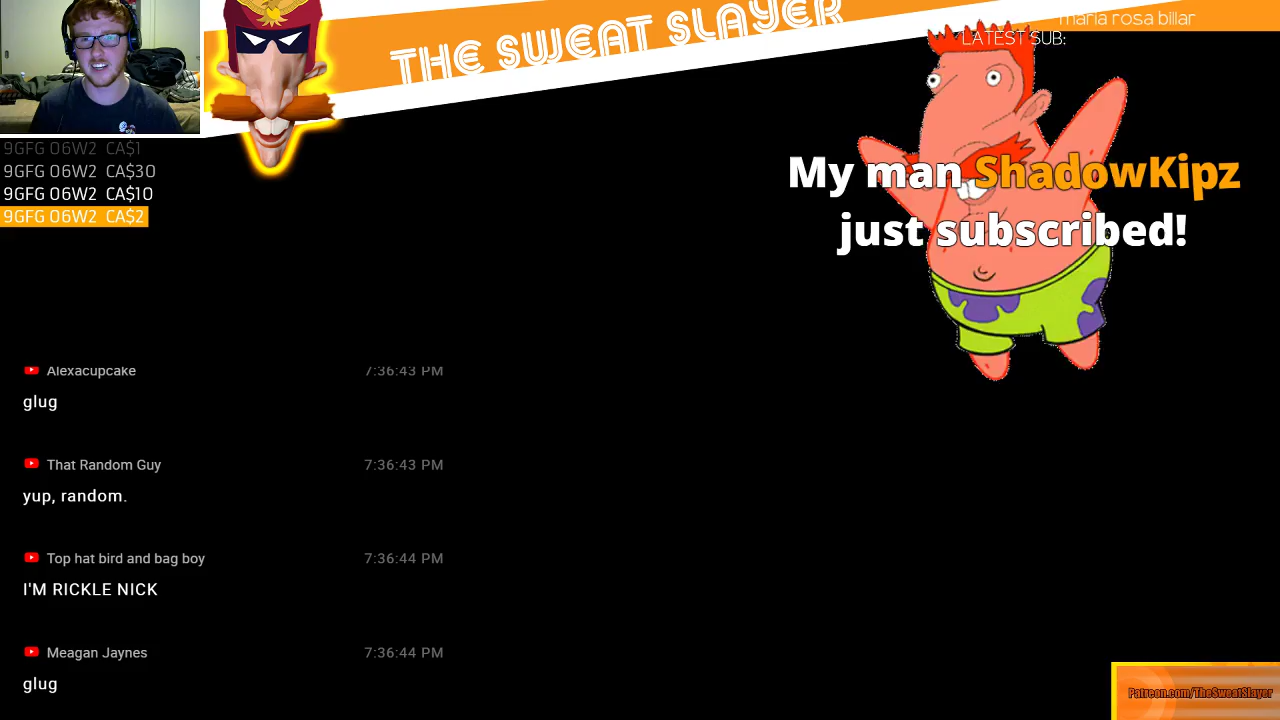 THE SWEAT SLAYER
maria rosa billar
LATEST SUB:
9GFG O6W2 CA$1
9GFG O6W2 CA$30
9GFG O6W2 CA$10
9GFG O6W2 CA$2
My man ShadowKipz
just subscribed!
Alexacupcake 7:36:43 PM
glug
That Random Guy 7:36:43 PM
yup, random.
Top hat bird and bag boy 7:36:44 PM
I'M RICKLE NICK
Meagan Jaynes 7:36:44 PM
glug
Patreon.com/TheSweatSlayer